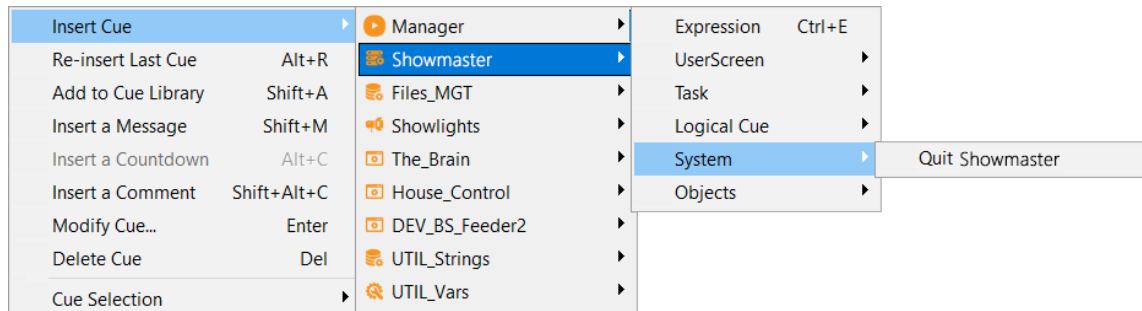 Insert Cue
Re-insert Last Cue Alt+R
Add to Cue Library Shift+A
Insert a Message Shift+M
Insert a Countdown Alt+C
Insert a Comment Shift+Alt+C
Modify Cue... Enter
Delete Cue Del
Cue Selection
Manager
Showmaster
Files_MGT
Showlights
The_Brain
House_Control
DEV_BS_Feeder2
UTIL_Strings
UTIL_Vars
Expression Ctrl+E
UserScreen
Task
Logical Cue
System
Objects
Quit Showmaster